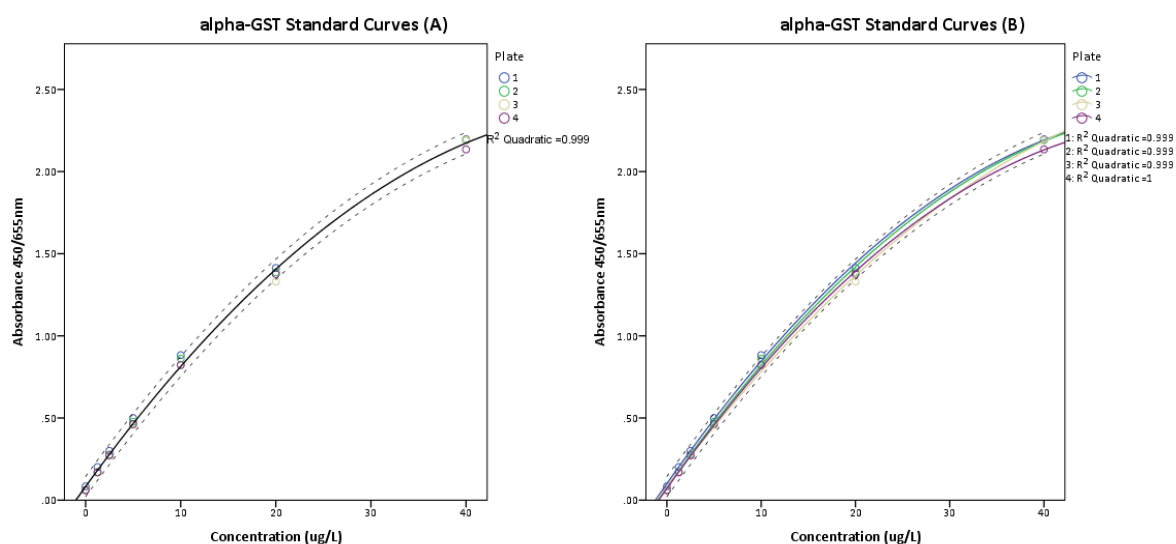 alpha-GST Standard Curves (A)
Plate
1
2
3
4
R² Quadratic =0.999
2.50
2.00
1.50
1.00
.50
.00
Absorbance 450/655nm
0 10 20 30 40
Concentration (ug/L)
alpha-GST Standard Curves (B)
Plate
1
2
3
4
1: R² Quadratic =0.999
2: R² Quadratic =0.999
3: R² Quadratic =0.999
4: R² Quadratic =1
2.50
2.00
1.50
1.00
.50
.00
Absorbance 450/655nm
0 10 20 30 40
Concentration (ug/L)